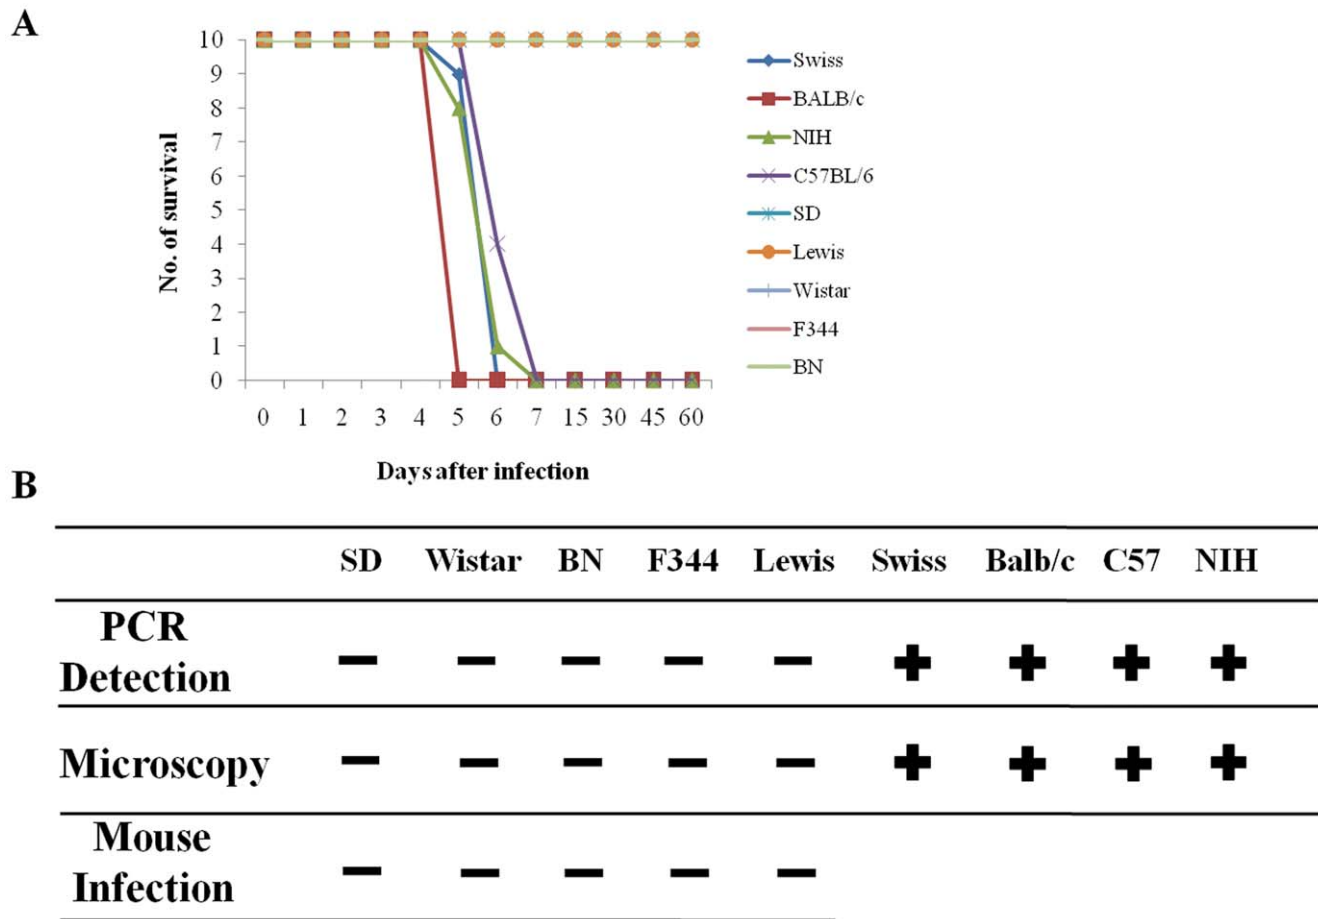 A
10
9
8
7
6
5
4
3
2
1
0
No. of survival
0 1 2 3 4 5 6 7 15 30 45 60
Days after infection
Swiss
BALB/c
NIH
C57BL/6
SD
Lewis
Wistar
F344
BN
B
SD Wistar BN F344 Lewis Swiss Balb/c C57 NIH
PCR
Detection
− − − − − + + + +
Microscopy − − − − − + + + +
Mouse
Infection
− − − − −